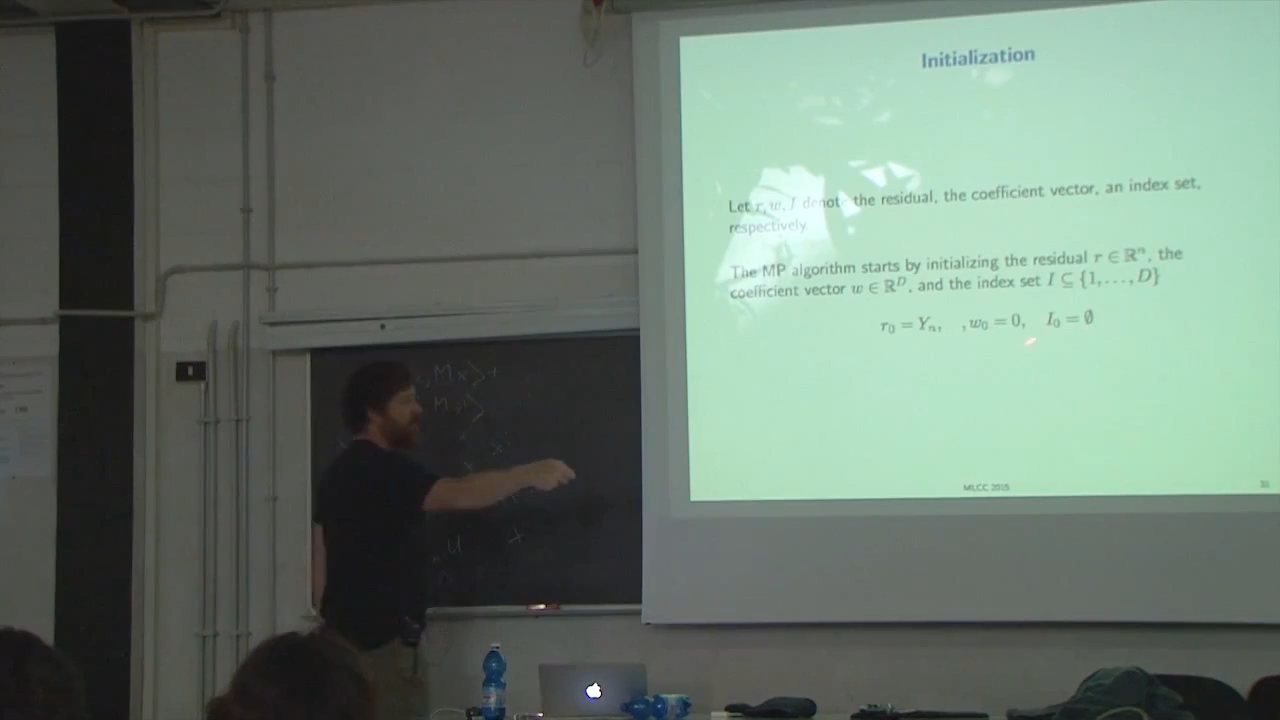 Initialization
Let r, w, I denote the residual, the coefficient vector, an index set,
respectively.
The MP algorithm starts by initializing the residual r ∈ ℝⁿ, the
coefficient vector w ∈ ℝᴰ, and the index set I ⊆ {1, . . . , D}
r₀ = Yₙ, , w₀ = 0, I₀ = ∅
MLCC 2015
, Mx> +